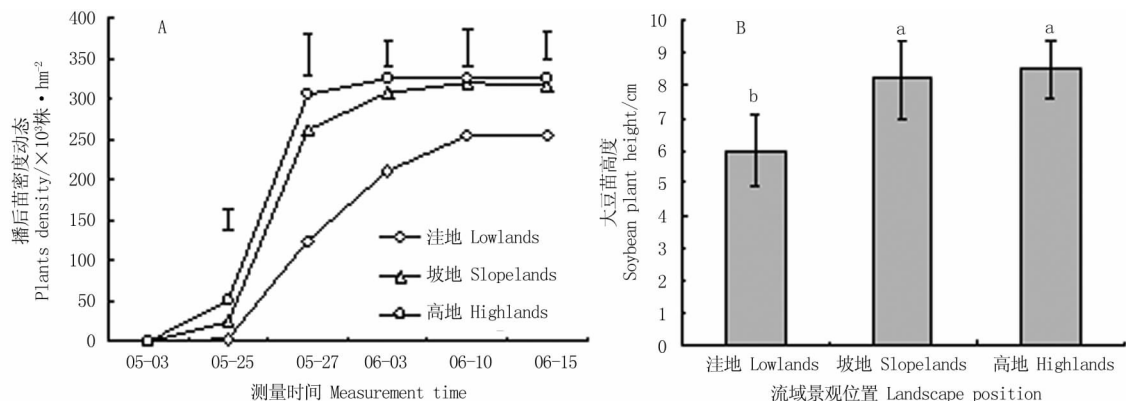 A
400
350
300
250
200
150
100
50
0
播后苗密度动态
Plants density/×10³株·hm⁻²
洼地 Lowlands
坡地 Slopelands
高地 Highlands
05-03
05-25
05-27
06-03
06-10
06-15
测量时间 Measurement time
B
10
9
8
7
6
5
4
3
2
1
0
大豆苗高度
Soybean plant height/cm
b
a
a
洼地 Lowlands
坡地 Slopelands
高地 Highlands
流域景观位置 Landscape position